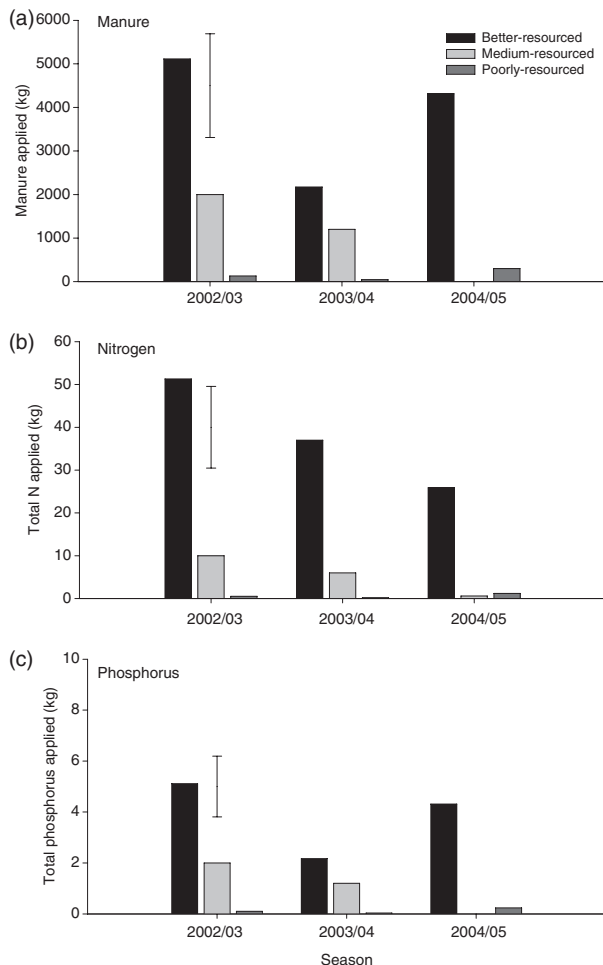 (a)
Manure
Better-resourced
Medium-resourced
Poorly-resourced
Manure applied (kg)
6000
5000
4000
3000
2000
1000
0
2002/03 2003/04 2004/05
(b)
Nitrogen
Total N applied (kg)
60
50
40
30
20
10
0
2002/03 2003/04 2004/05
(c)
Phosphorus
Total phosphorus applied (kg)
10
8
6
4
2
0
2002/03 2003/04 2004/05
Season